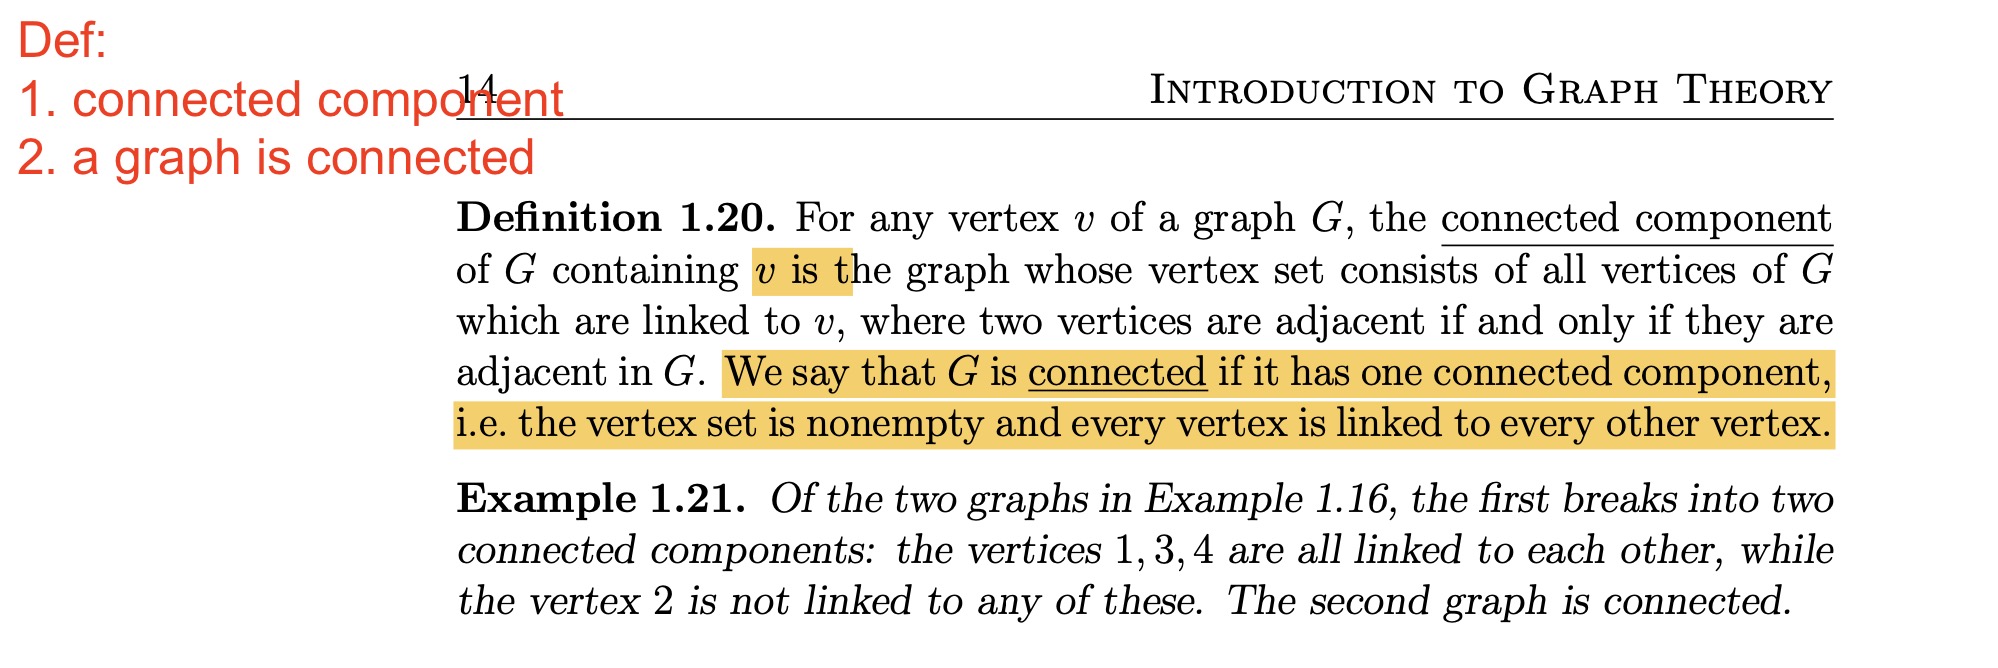 Def:
1. connected component
2. a graph is connected
14 INTRODUCTION TO GRAPH THEORY
Definition 1.20. For any vertex v of a graph G, the connected component
of G containing v is the graph whose vertex set consists of all vertices of G
which are linked to v, where two vertices are adjacent if and only if they are
adjacent in G. We say that G is connected if it has one connected component,
i.e. the vertex set is nonempty and every vertex is linked to every other vertex.
Example 1.21. Of the two graphs in Example 1.16, the first breaks into two
connected components: the vertices 1, 3, 4 are all linked to each other, while
the vertex 2 is not linked to any of these. The second graph is connected.